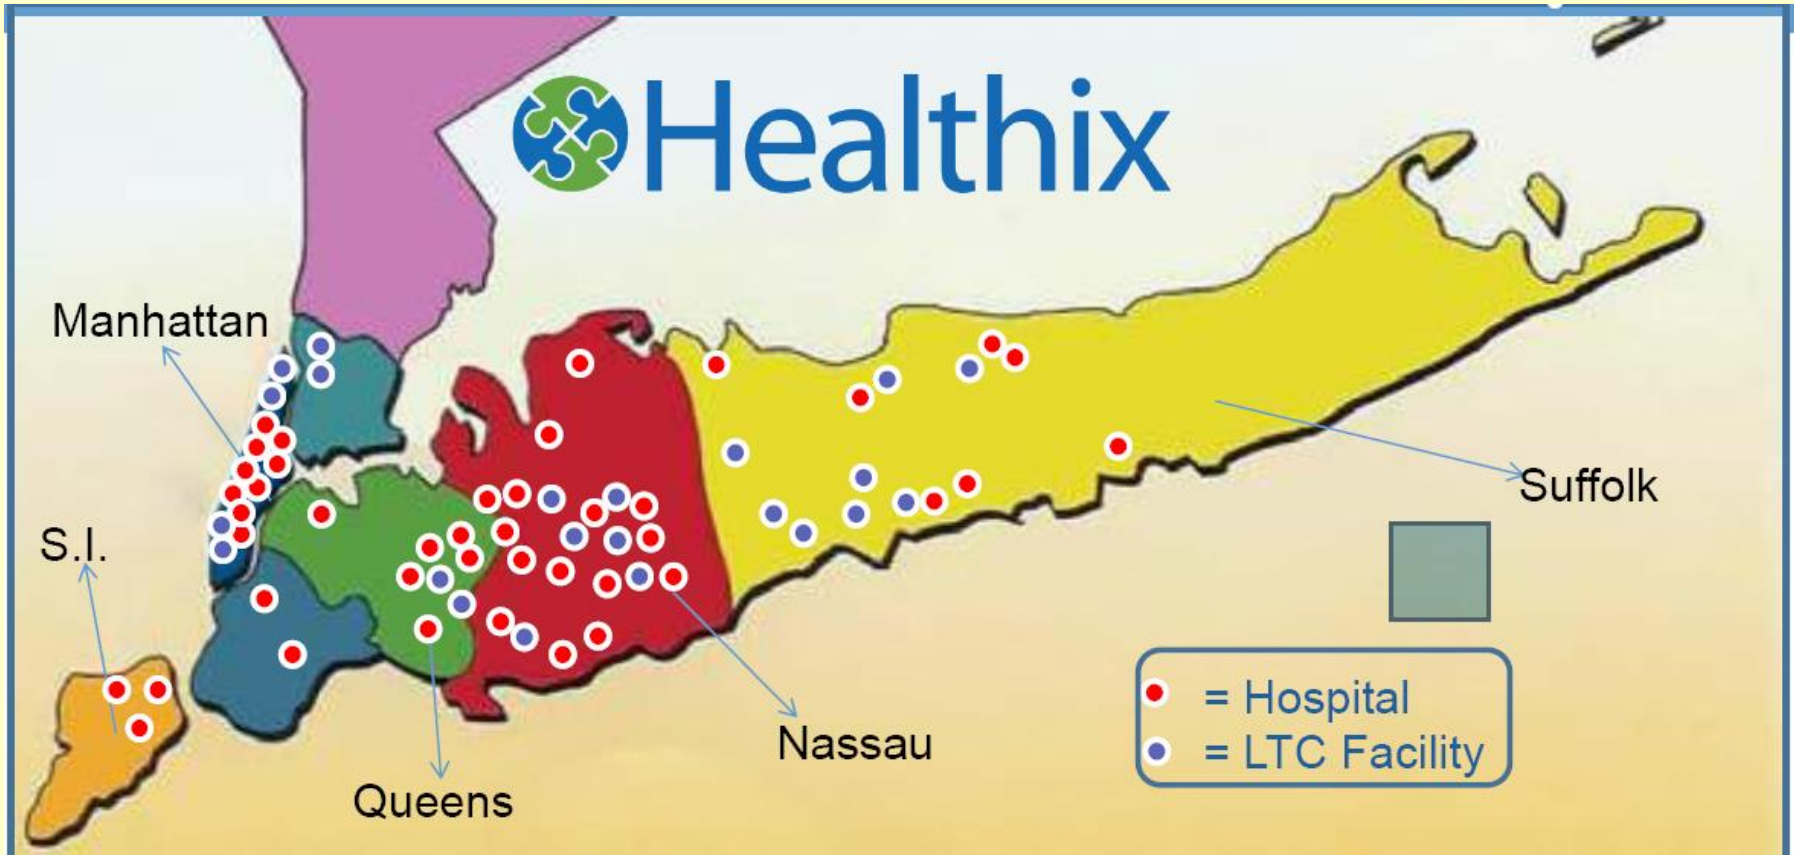 Healthix
Manhattan
S.I.
Suffolk
= Hospital
= LTC Facility
Nassau
Queens